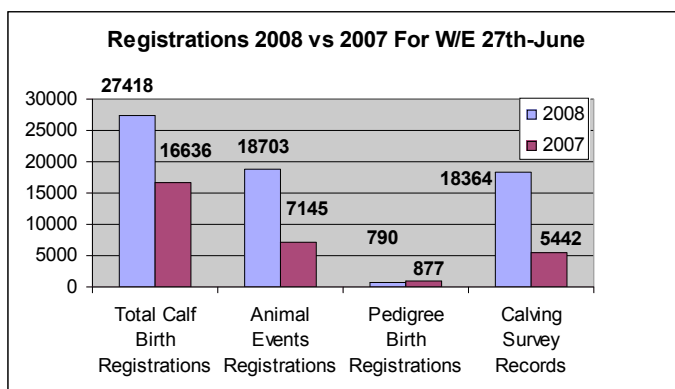 Registrations 2008 vs 2007 For W/E 27th-June
27418
30000
25000
20000
15000
10000
5000
0
16636
18703
7145
790
877
18364
5442
2008
2007
Total Calf
Birth
Registrations
Animal
Events
Registrations
Pedigree
Birth
Registrations
Calving
Survey
Records